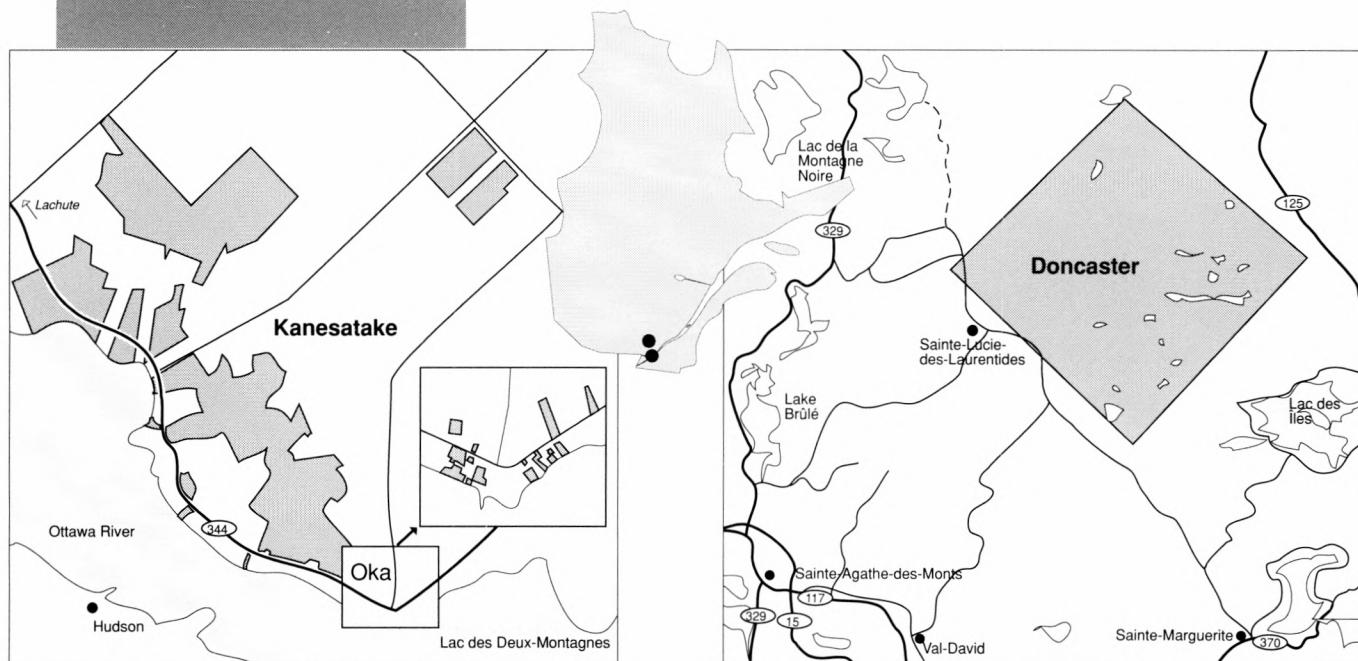 Lachute
Kanesatake
344
Oka
Ottawa River
Hudson
Lac des Deux-Montagnes
Lac de la
Montagne
Noire
329
125
Doncaster
Sainte-Lucie-
des-Laurentides
Lake
Brûlé
Lac des
Îles
Sainte-Agathe-des-Monts
117
329
15
Val-David
Sainte-Marguerite
370